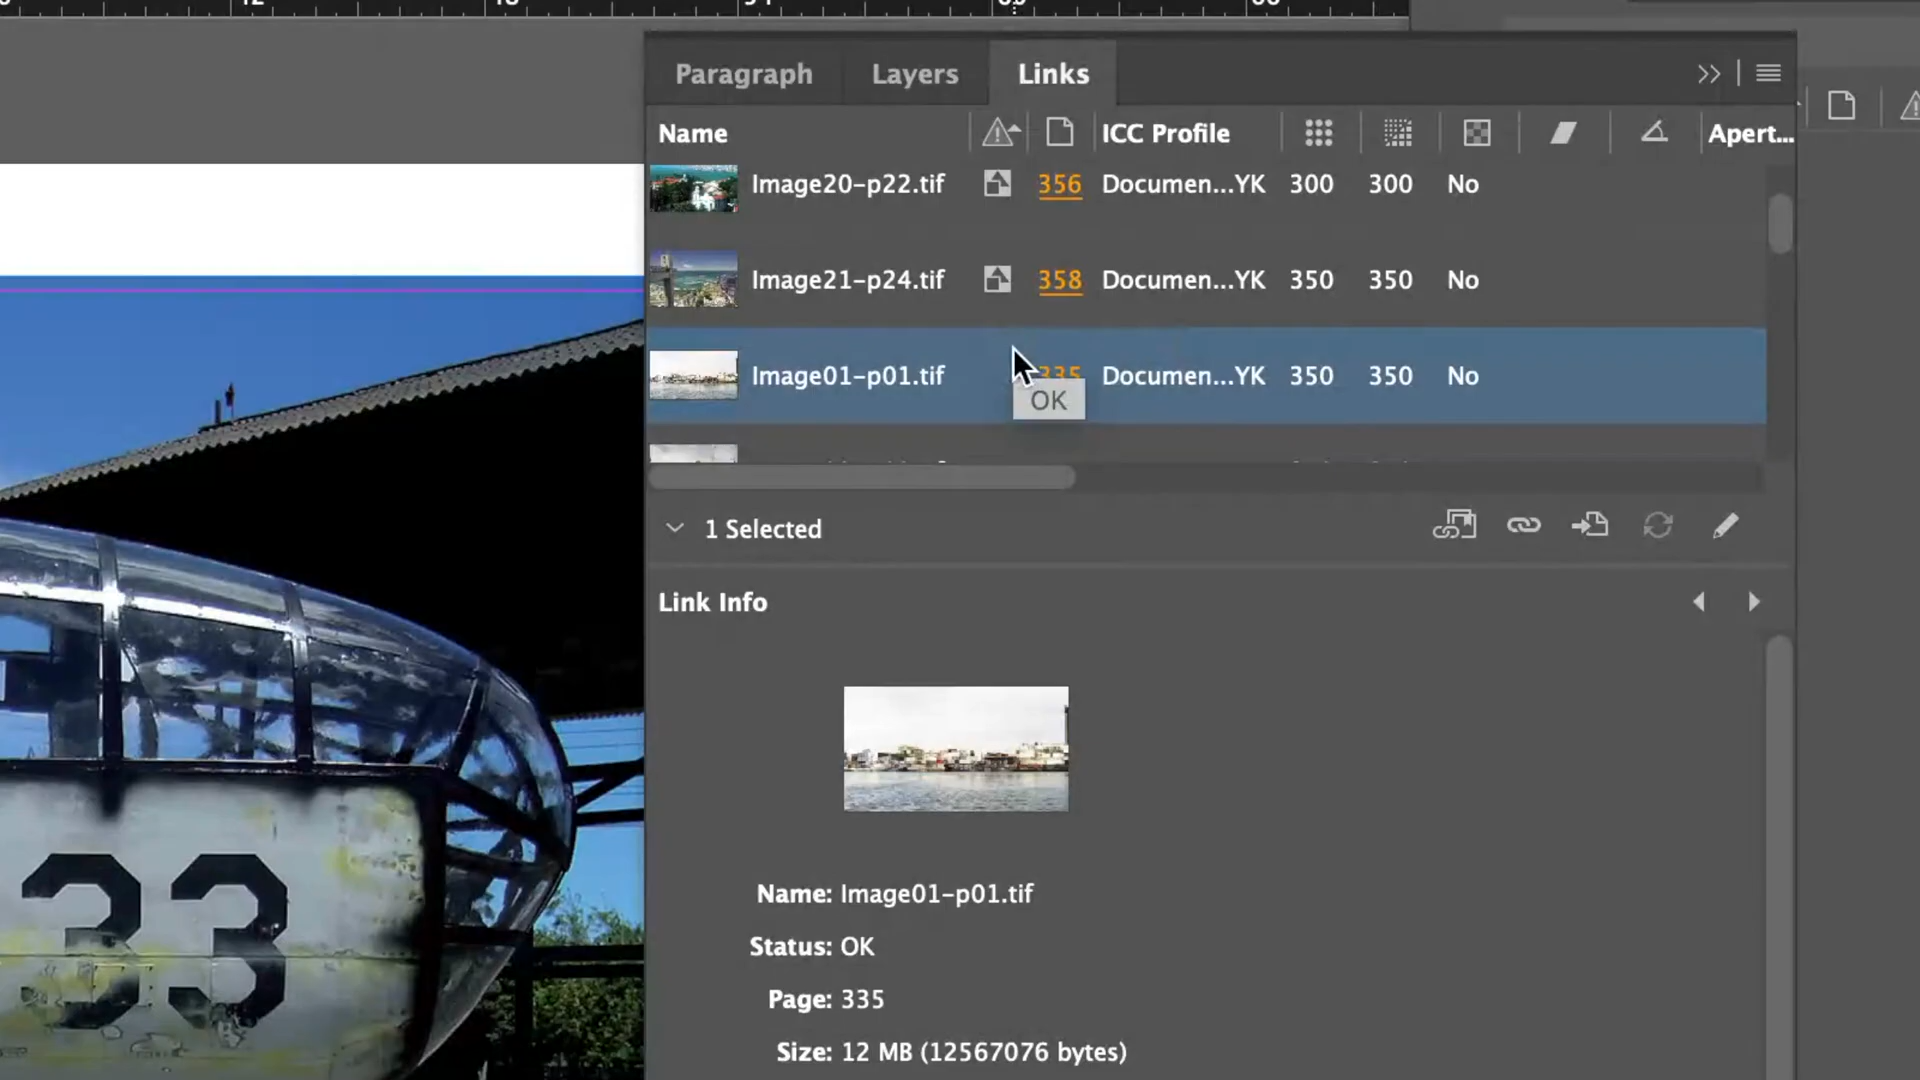 Paragraph Layers Links
Name ICC Profile Apert...
Image20-p22.tif 356 Documen...YK 300 300 No
Image21-p24.tif 358 Documen...YK 350 350 No
Image01-p01.tif 335 Documen...YK 350 350 No
OK
1 Selected
Link Info
Name: Image01-p01.tif
Status: OK
Page: 335
Size: 12 MB (12567076 bytes)
33